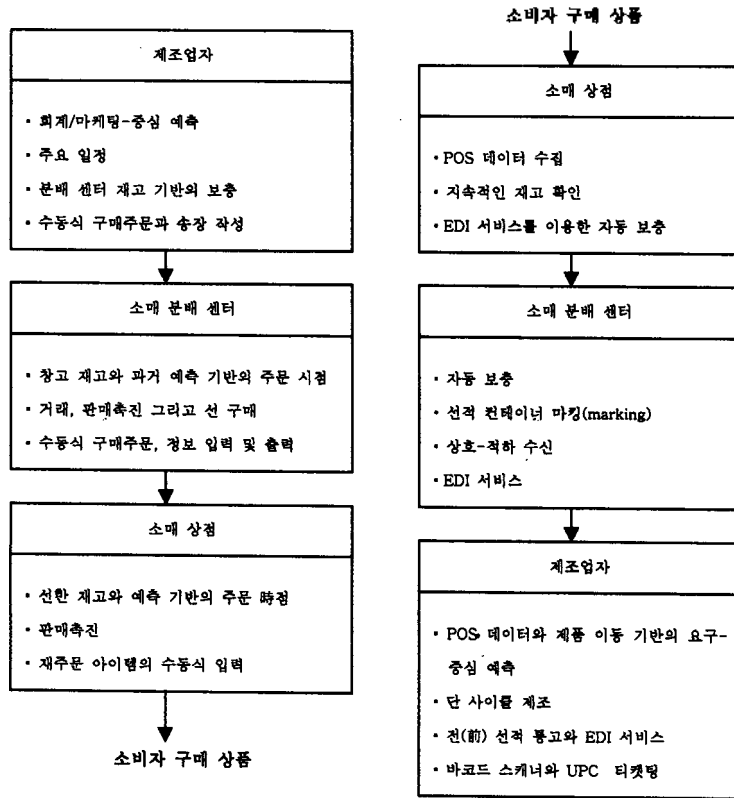 제조업자
• 회계/마케팅-중심 예측
• 주요 일정
• 분배 센터 재고 기반의 보충
• 수동식 구매주문과 송장 작성
소매 분배 센터
• 창고 재고와 과거 예측 기반의 주문 시점
• 거래, 판매촉진 그리고 선 구매
• 수동식 구매주문, 정보 입력 및 출력
소매 상점
• 선한 재고와 예측 기반의 주문 時점
• 판매촉진
• 재주문 아이템의 수동식 입력
소비자 구매 상품
소비자 구매 상품
소매 상점
• POS 데이터 수집
• 지속적인 재고 확인
• EDI 서비스를 이용한 자동 보충
소매 분배 센터
• 자동 보충
• 선적 컨테이너 마킹(marking)
• 상호-적하 수신
• EDI 서비스
제조업자
• POS 데이터와 제품 이동 기반의 요구-
중심 예측
• 단 사이클 제조
• 전(前) 선적 통고와 EDI 서비스
• 바코드 스캐너와 UPC 티켓팅